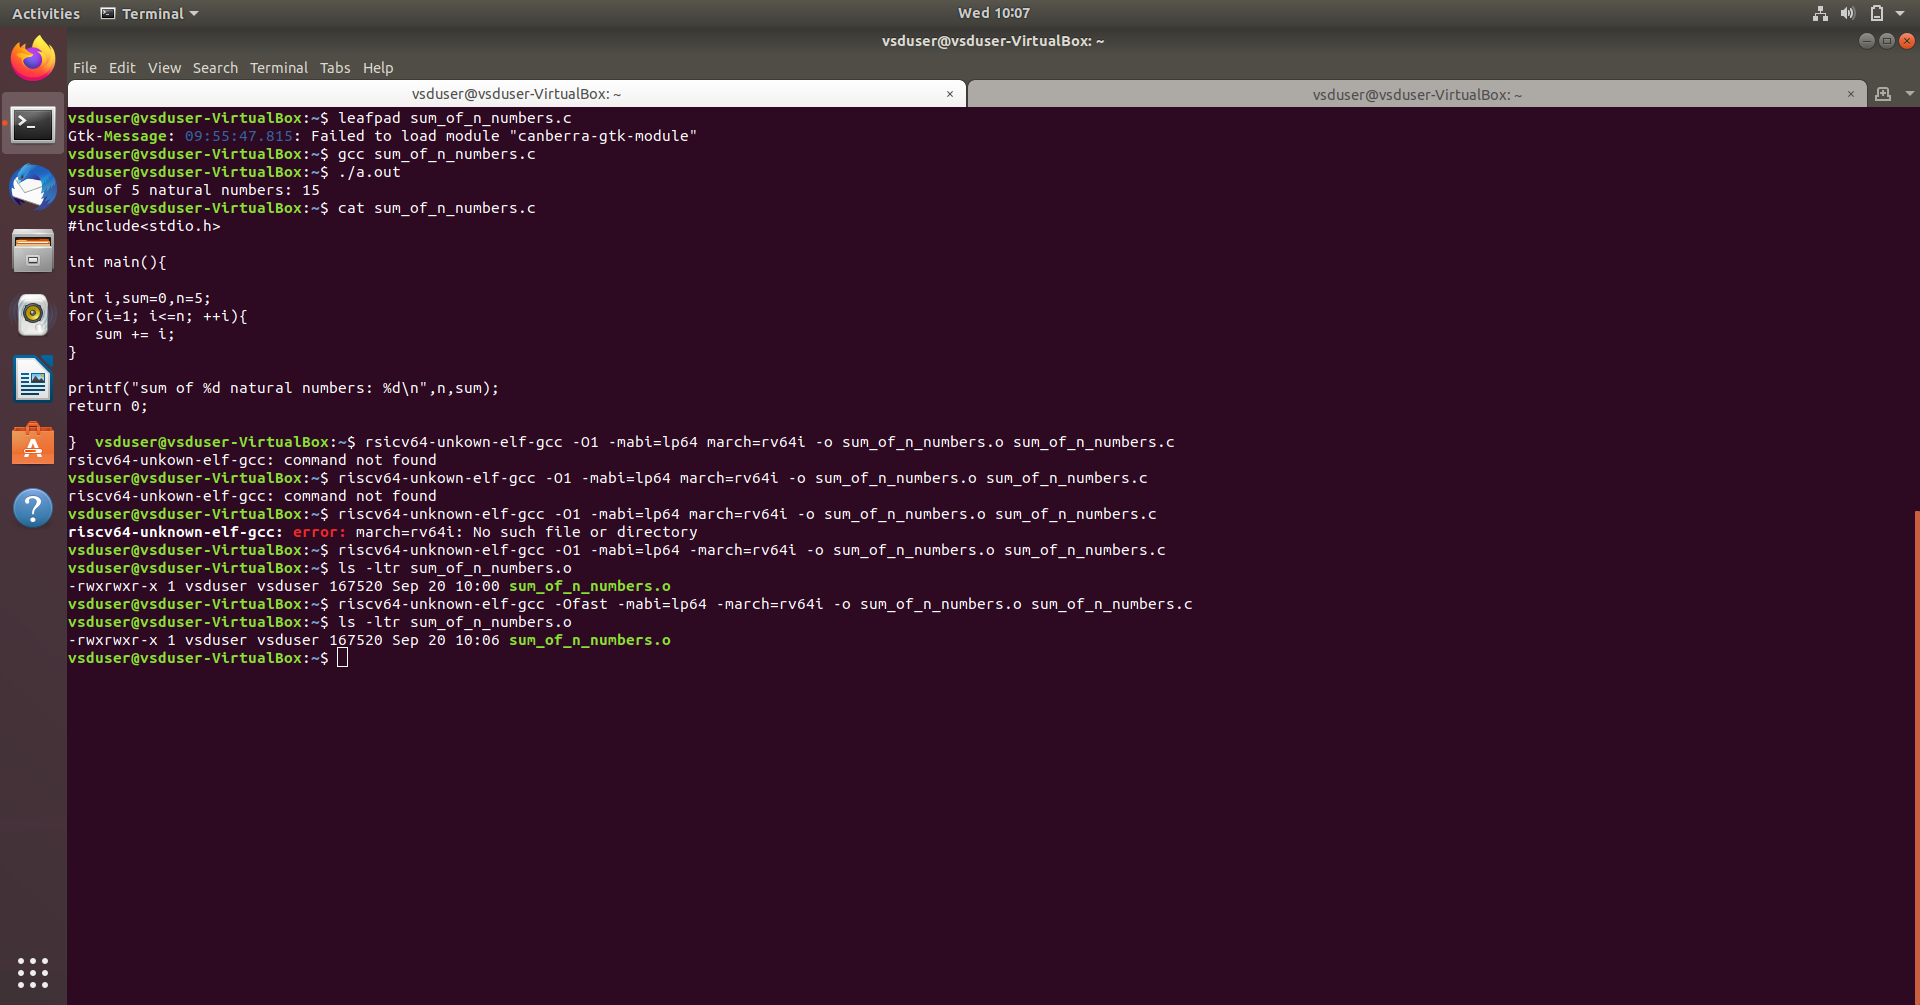 Activities Terminal Wed 10:07
vsduser@vsduser-VirtualBox: ~
File Edit View Search Terminal Tabs Help
vsduser@vsduser-VirtualBox: ~ × vsduser@vsduser-VirtualBox: ~ ×
vsduser@vsduser-VirtualBox:~$ leafpad sum_of_n_numbers.c
Gtk-Message: 09:55:47.815: Failed to load module "canberra-gtk-module"
vsduser@vsduser-VirtualBox:~$ gcc sum_of_n_numbers.c
vsduser@vsduser-VirtualBox:~$ ./a.out
sum of 5 natural numbers: 15
vsduser@vsduser-VirtualBox:~$ cat sum_of_n_numbers.c
#include<stdio.h>
int main(){
int i,sum=0,n=5;
for(i=1; i<=n; ++i){
   sum += i;
}
printf("sum of %d natural numbers: %d\n",n,sum);
return 0;
}  vsduser@vsduser-VirtualBox:~$ rsicv64-unkown-elf-gcc -O1 -mabi=lp64 march=rv64i -o sum_of_n_numbers.o sum_of_n_numbers.c
rsicv64-unkown-elf-gcc: command not found
vsduser@vsduser-VirtualBox:~$ riscv64-unkown-elf-gcc -O1 -mabi=lp64 march=rv64i -o sum_of_n_numbers.o sum_of_n_numbers.c
riscv64-unkown-elf-gcc: command not found
vsduser@vsduser-VirtualBox:~$ riscv64-unknown-elf-gcc -O1 -mabi=lp64 march=rv64i -o sum_of_n_numbers.o sum_of_n_numbers.c
riscv64-unknown-elf-gcc: error: march=rv64i: No such file or directory
vsduser@vsduser-VirtualBox:~$ riscv64-unknown-elf-gcc -O1 -mabi=lp64 -march=rv64i -o sum_of_n_numbers.o sum_of_n_numbers.c
vsduser@vsduser-VirtualBox:~$ ls -ltr sum_of_n_numbers.o
-rwxrwxr-x 1 vsduser vsduser 167520 Sep 20 10:00 sum_of_n_numbers.o
vsduser@vsduser-VirtualBox:~$ riscv64-unknown-elf-gcc -Ofast -mabi=lp64 -march=rv64i -o sum_of_n_numbers.o sum_of_n_numbers.c
vsduser@vsduser-VirtualBox:~$ ls -ltr sum_of_n_numbers.o
-rwxrwxr-x 1 vsduser vsduser 167520 Sep 20 10:06 sum_of_n_numbers.o
vsduser@vsduser-VirtualBox:~$